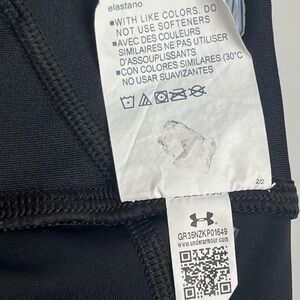 elastano
■WITH LIKE COLORS, DO
NOT USE SOFTENERS
■AVEC DES COULEURS
SIMILAIRES NE PAS UTILISER
D'ASSOUPLISSANTS
■CON COLORES SIMILARES (30°C
NO USAR SUAVIZANTES)
2/2
GR35NZKP01649
www.underarmour.com